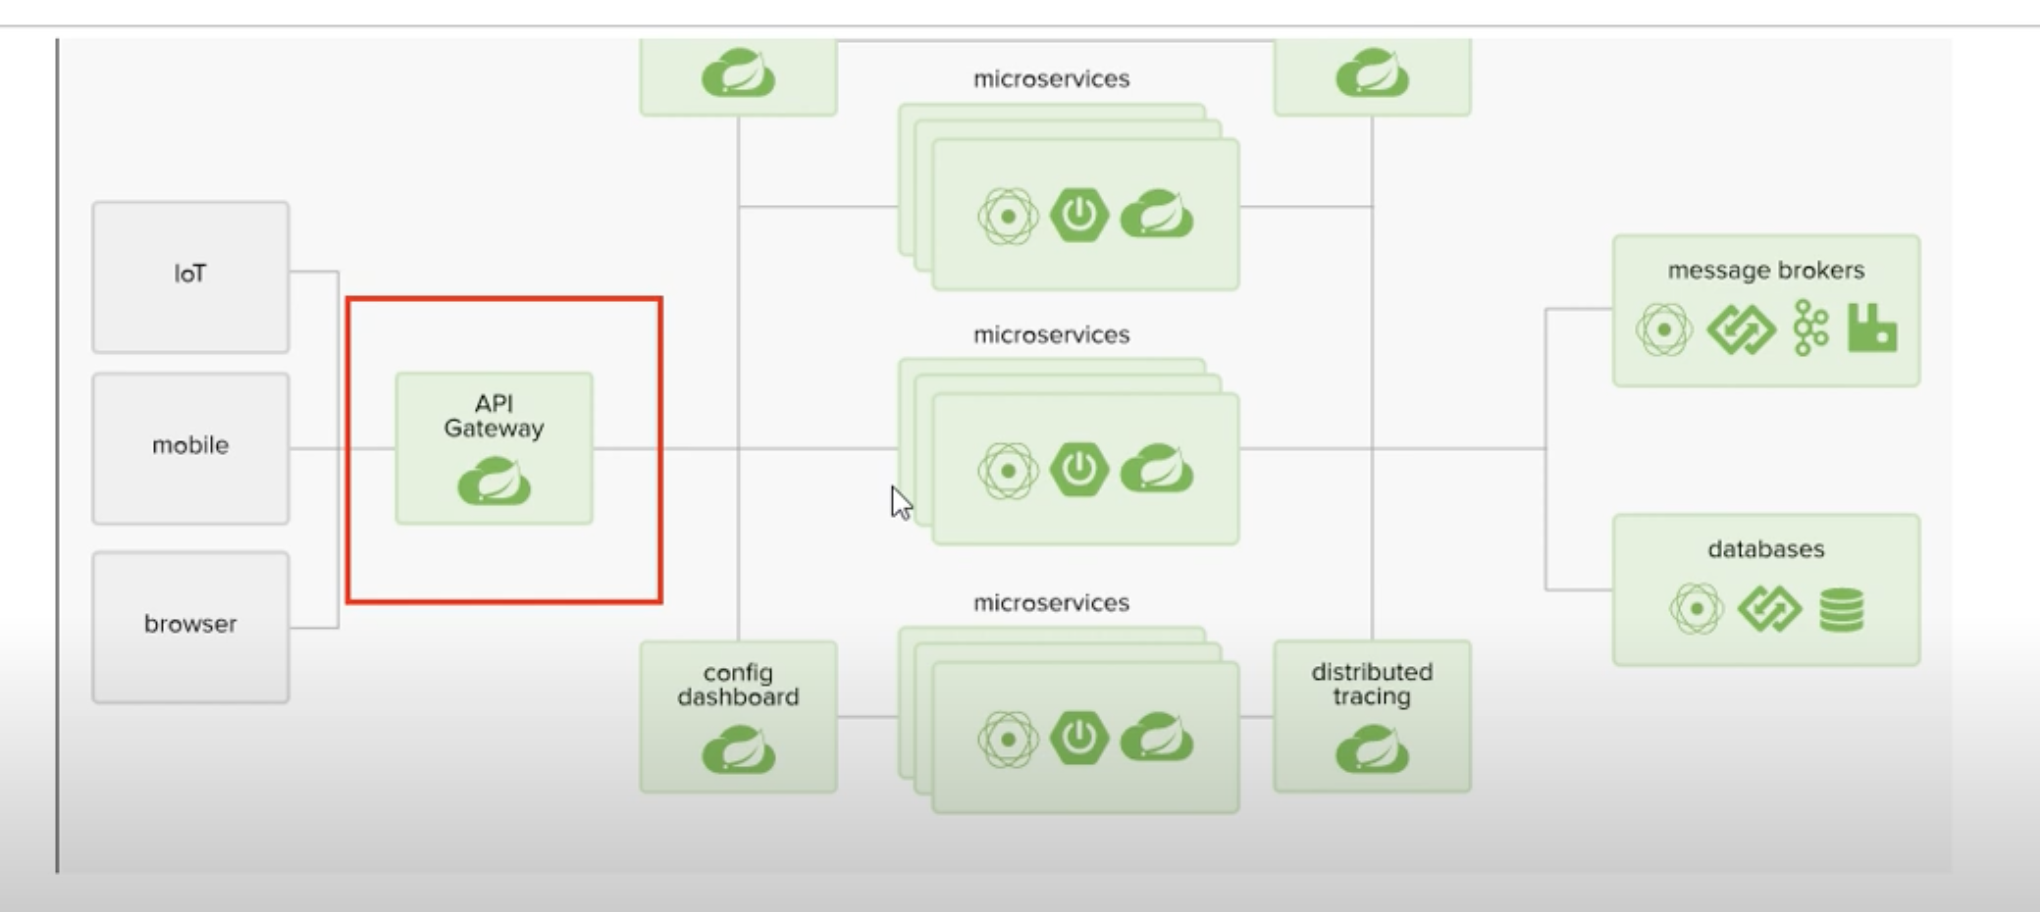 microservices
IoT
mobile
browser
API
Gateway
microservices
microservices
config
dashboard
distributed
tracing
message brokers
databases